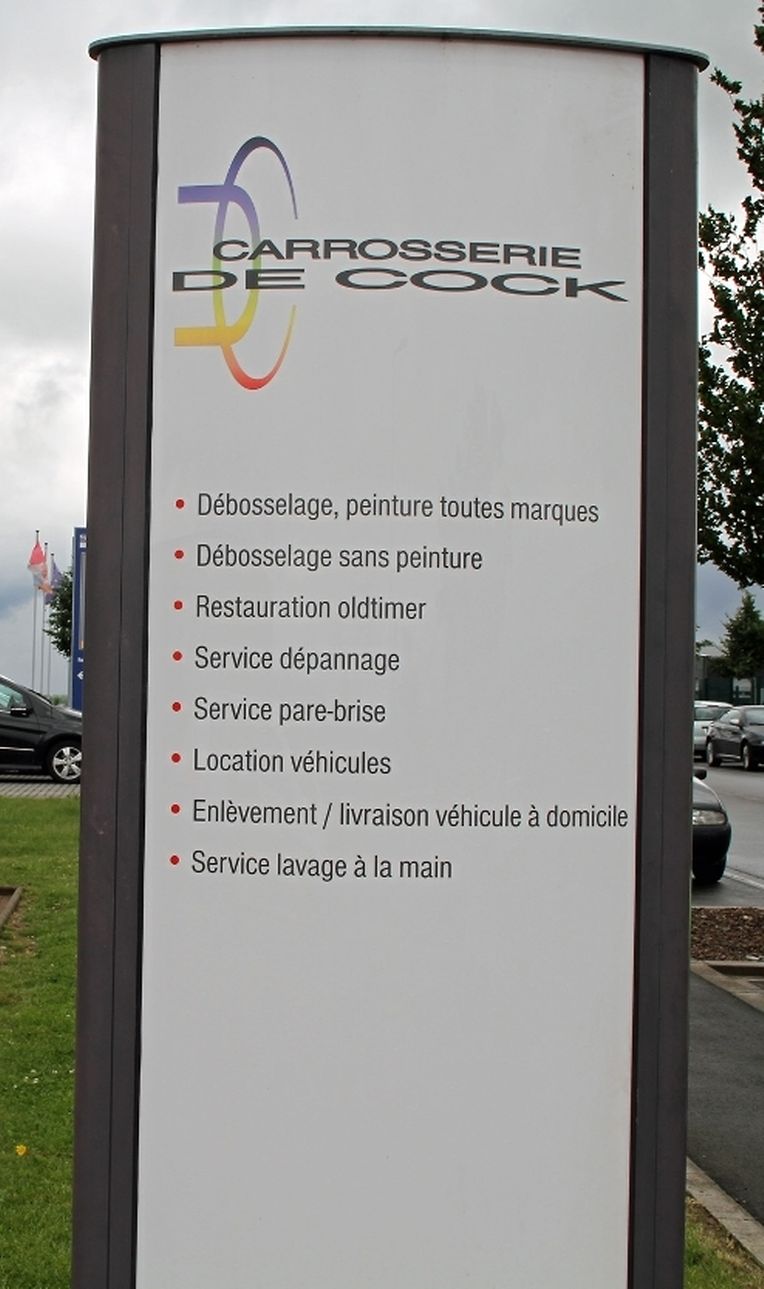 CARROSSERIE
DE COCK
• Débosselage, peinture toutes marques
• Débosselage sans peinture
• Restauration oldtimer
• Service dépannage
• Service pare-brise
• Location véhicules
• Enlèvement / livraison véhicule à domicile
• Service lavage à la main